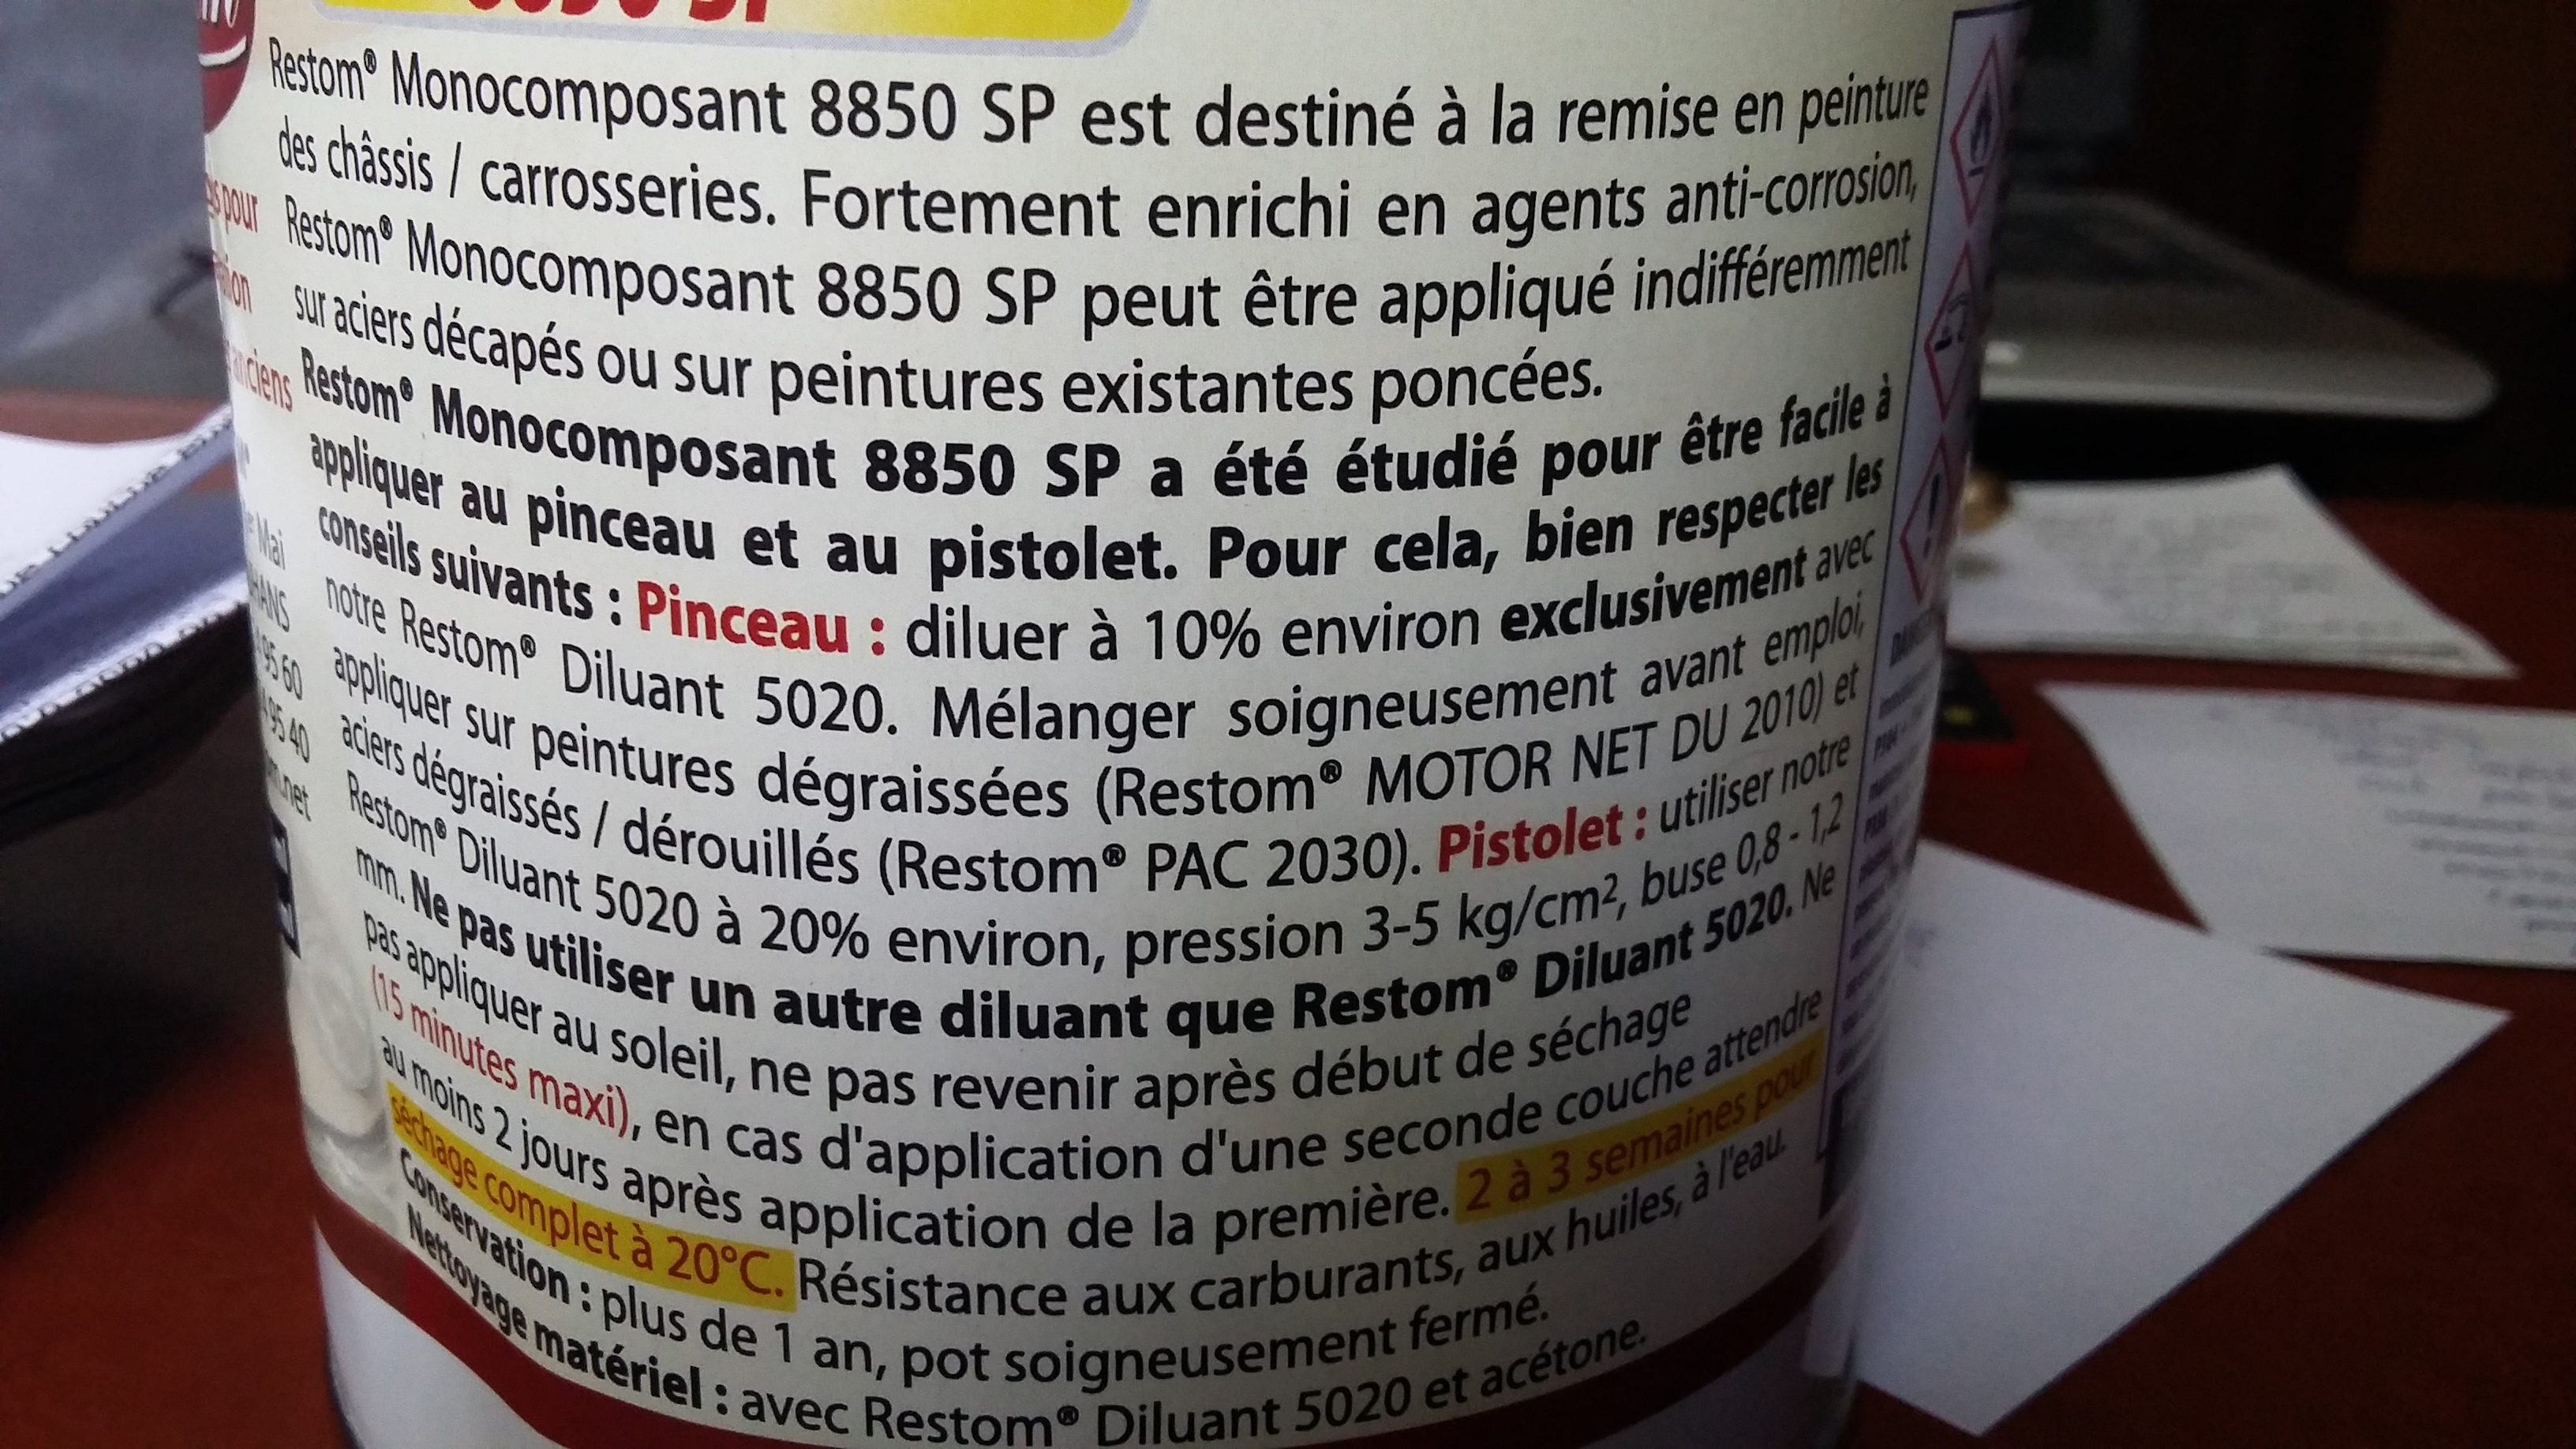 8850 SP
Restom® Monocomposant 8850 SP est destiné à la remise en peinture
des châssis / carrosseries. Fortement enrichi en agents anti-corrosion,
Restom® Monocomposant 8850 SP peut être appliqué indifféremment
sur aciers décapés ou sur peintures existantes poncées.
Restom® Monocomposant 8850 SP a été étudié pour être facile à
appliquer au pinceau et au pistolet. Pour cela, bien respecter les
conseils suivants : Pinceau : diluer à 10% environ exclusivement avec
notre Restom® Diluant 5020. Mélanger soigneusement avant emploi,
appliquer sur peintures dégraissées (Restom® MOTOR NET DU 2010) et
aciers dégraissés / dérouillés (Restom® PAC 2030). Pistolet : utiliser notre
Restom® Diluant 5020 à 20% environ, pression 3-5 kg/cm², buse 0,8 - 1,2
mm. Ne pas utiliser un autre diluant que Restom® Diluant 5020. Ne
pas appliquer au soleil, ne pas revenir après début de séchage
(15 minutes maxi), en cas d'application d'une seconde couche attendre
au moins 2 jours après application de la première. 2 à 3 semaines pour
séchage complet à 20°C. Résistance aux carburants, aux huiles, à l'eau.
Conservation : plus de 1 an, pot soigneusement fermé.
Nettoyage matériel : avec Restom® Diluant 5020 et acétone.
pour
anciens
Mai
95 60
95 40